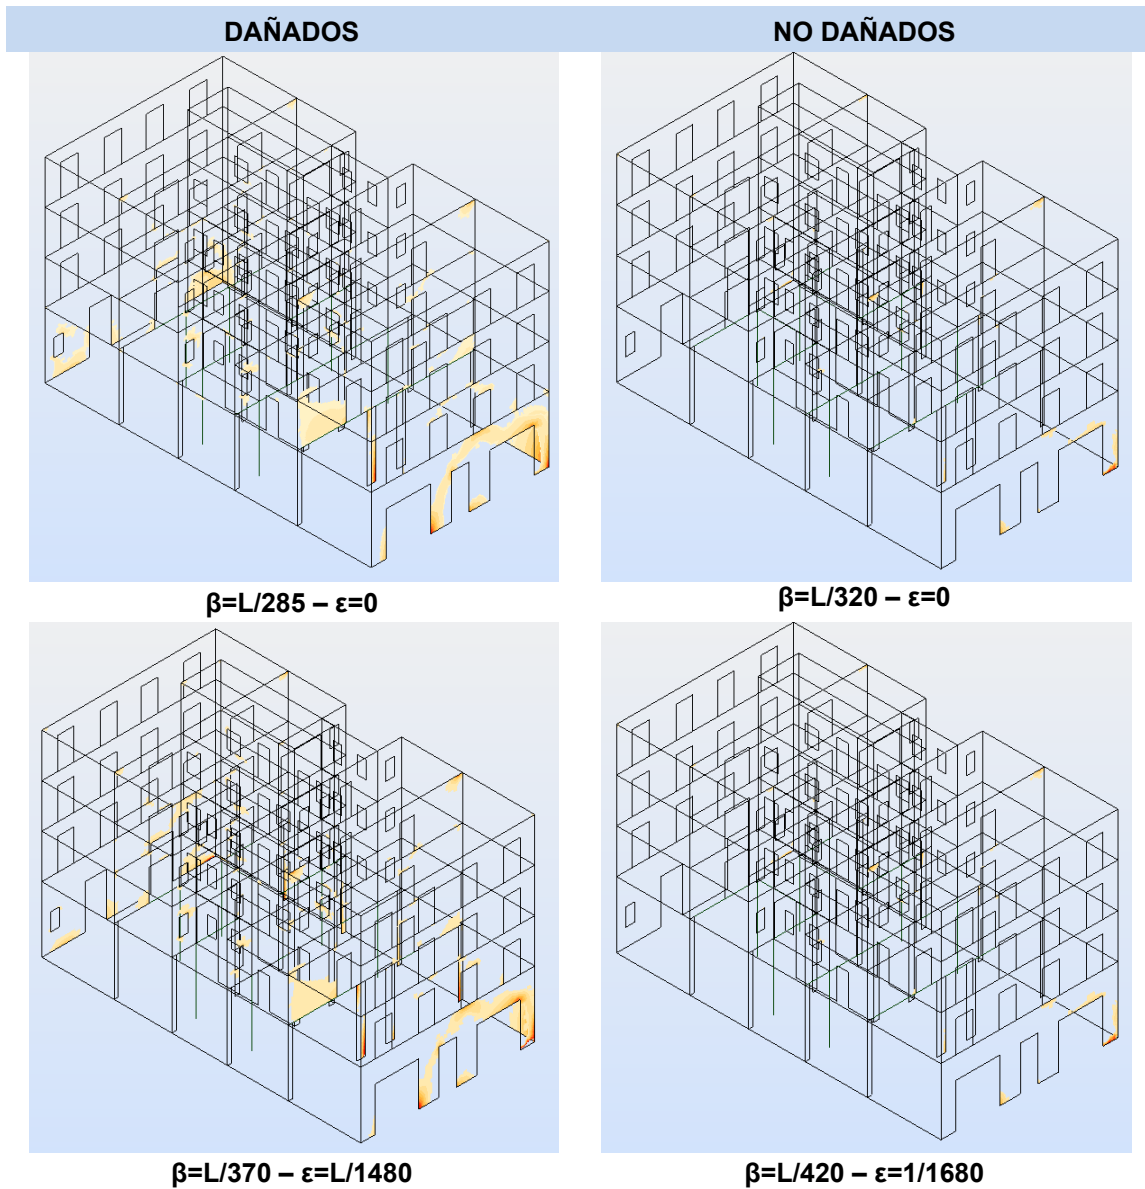 DAÑADOS NO DAÑADOS
β=L/285 – ε=0 β=L/320 – ε=0
β=L/370 – ε=L/1480 β=L/420 – ε=1/1680